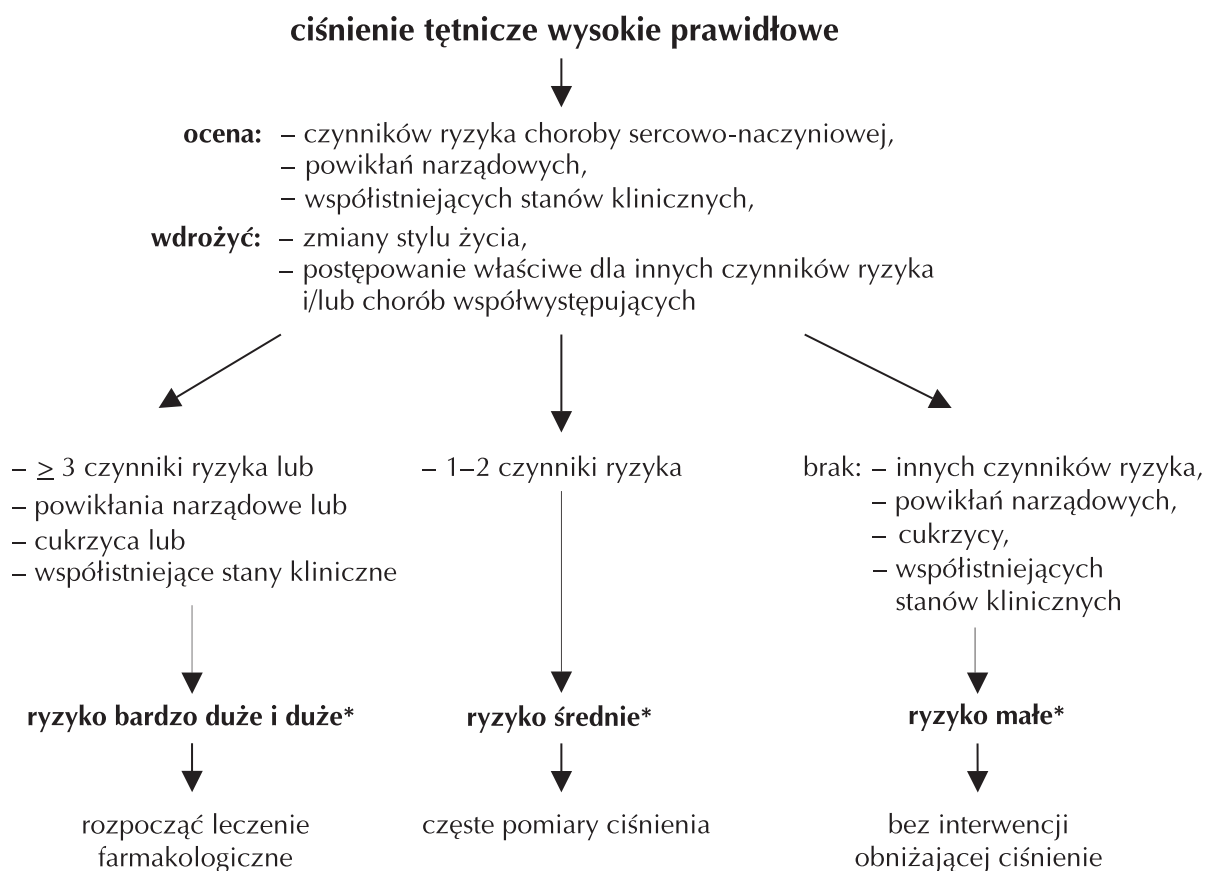 ciśnienie tętnicze wysokie prawidłowe
ocena: – czynników ryzyka choroby sercowo-naczyniowej,
– powikłań narządowych,
– współistniejących stanów klinicznych,
wdrożyć: – zmiany stylu życia,
– postępowanie właściwe dla innych czynników ryzyka
i/lub chorób współwystępujących
– ≥ 3 czynniki ryzyka lub
– powikłania narządowe lub
– cukrzyca lub
– współistniejące stany kliniczne
ryzyko bardzo duże i duże*
rozpocząć leczenie
farmakologiczne
– 1–2 czynniki ryzyka
ryzyko średnie*
częste pomiary ciśnienia
brak: – innych czynników ryzyka,
– powikłań narządowych,
– cukrzycy,
– współistniejących
stanów klinicznych
ryzyko małe*
bez interwencji
obniżającej ciśnienie